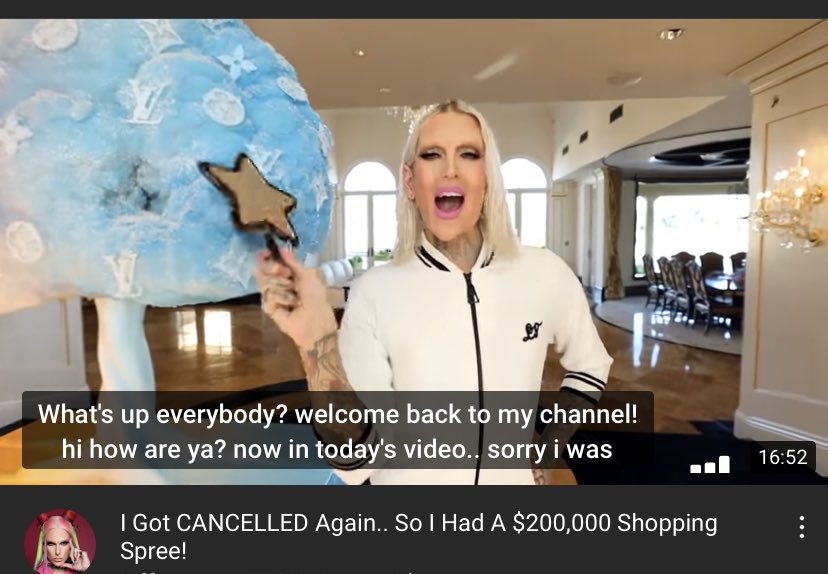 What's up everybody? welcome back to my channel!
hi how are ya? now in today's video.. sorry i was
16:52
I Got CANCELLED Again.. So I Had A $200,000 Shopping
Spree!